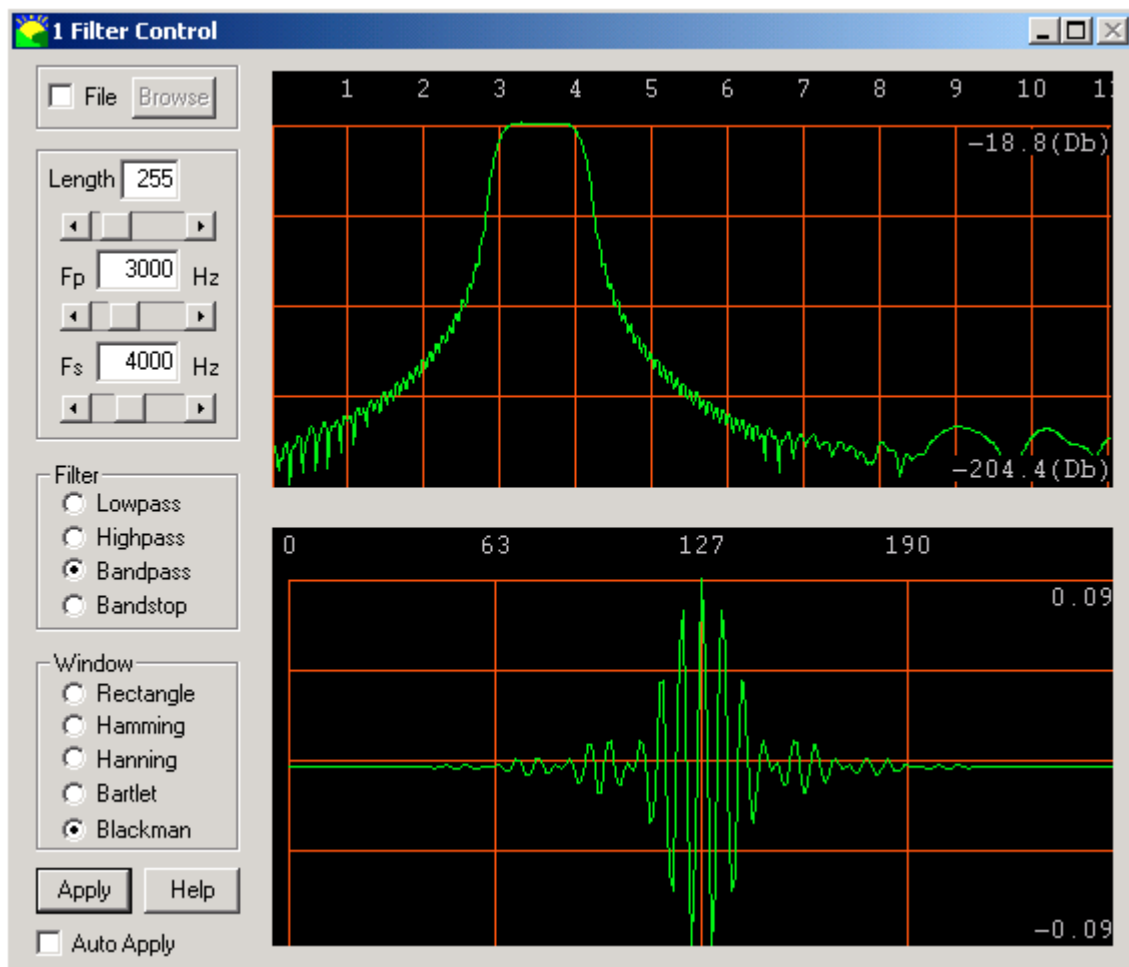 1 Filter Control
File Browse
Length 255
Fp 3000 Hz
Fs 4000 Hz
Filter
Lowpass
Highpass
Bandpass
Bandstop
Window
Rectangle
Hamming
Hanning
Bartlet
Blackman
Apply Help
Auto Apply
1 2 3 4 5 6 7 8 9 10 11
-18.8(Db)
-204.4(Db)
0 63 127 190
0.09
-0.09